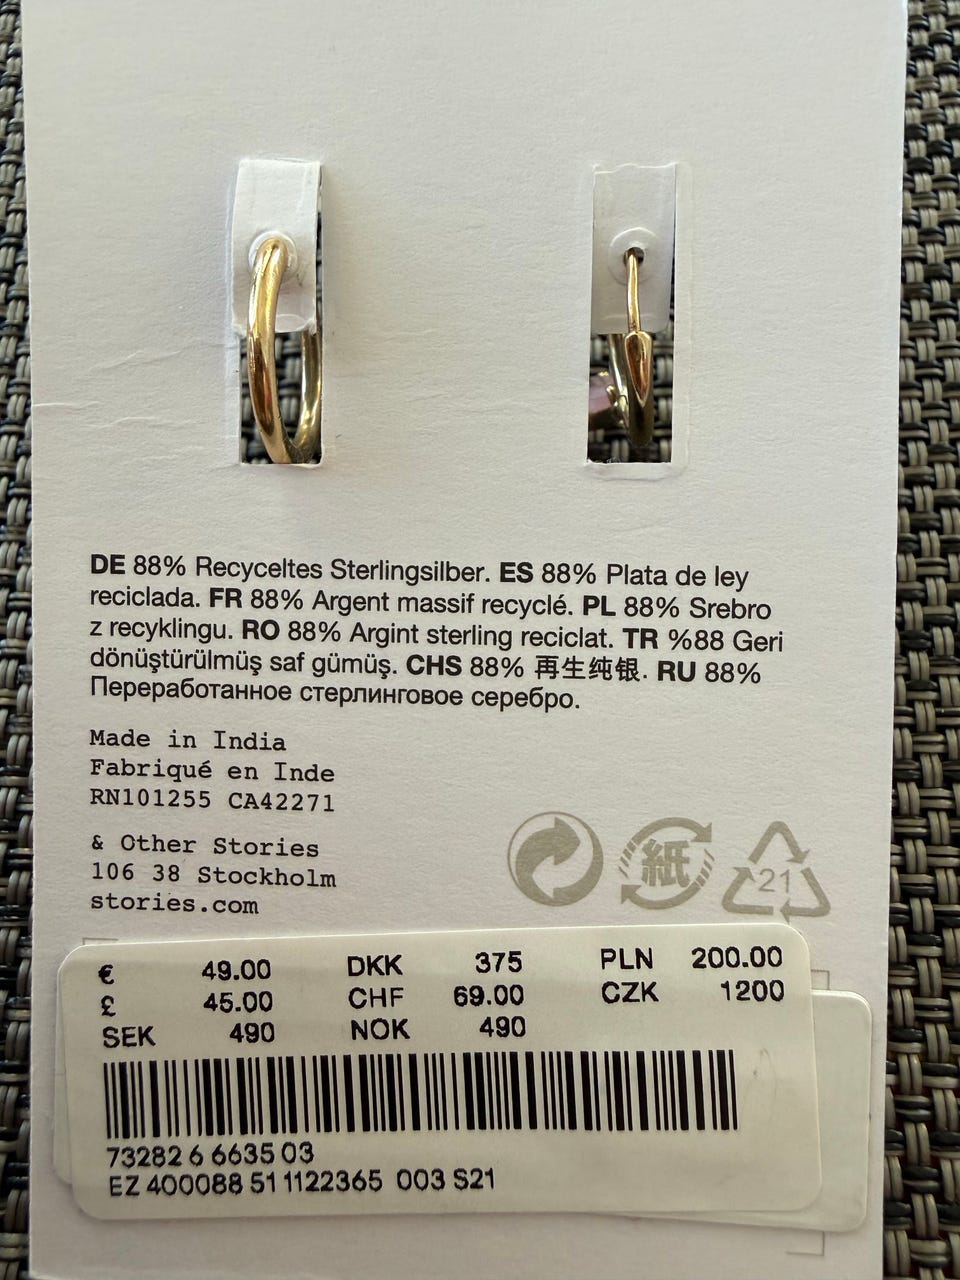 DE 88% Recyceltes Sterlingsilber. ES 88% Plata de ley
reciclada. FR 88% Argent massif recyclé. PL 88% Srebro
z recyklingu. RO 88% Argint sterling reciclat. TR %88 Geri
dönüştürülmüş saf gümüş. CHS 88% 再生纯银. RU 88%
Переработанное стерлинговое серебро.
Made in India
Fabriqué en Inde
RN101255 CA42271
& Other Stories
106 38 Stockholm
stories.com
紙
21
€ 49.00 DKK 375 PLN 200.00
£ 45.00 CHF 69.00 CZK 1200
SEK 490 NOK 490
73282 6 6635 03
EZ 400088 51 1122365 003 S21